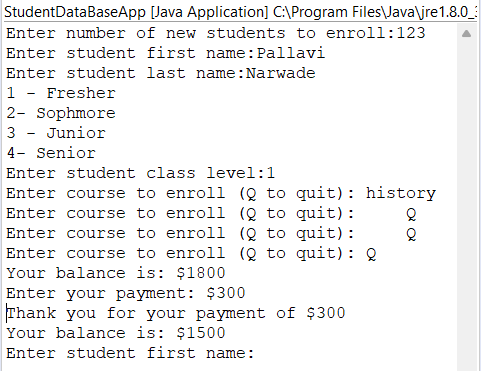 StudentDataBaseApp [Java Application] C:\Program Files\Java\jre1.8.0_
Enter number of new students to enroll:123
Enter student first name:Pallavi
Enter student last name:Narwade
1 - Fresher
2- Sophmore
3 - Junior
4- Senior
Enter student class level:1
Enter course to enroll (Q to quit): history
Enter course to enroll (Q to quit):     Q
Enter course to enroll (Q to quit):     Q
Enter course to enroll (Q to quit): Q
Your balance is: $1800
Enter your payment: $300
Thank you for your payment of $300
Your balance is: $1500
Enter student first name: